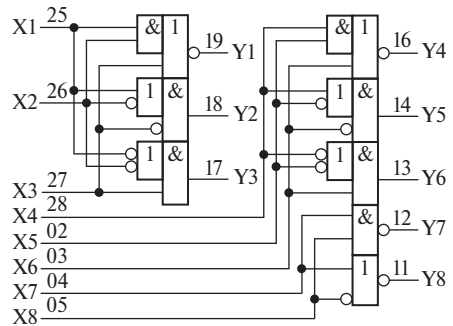 X1 25 & 1 19 Y1
X2 26 1 & 18 Y2
1 & 17 Y3
X3 27
X4 28
X5 02
X6 03
X7 04
X8 05
& 1 16 Y4
1 & 14 Y5
1 & 13 Y6
& 12 Y7
1 11 Y8